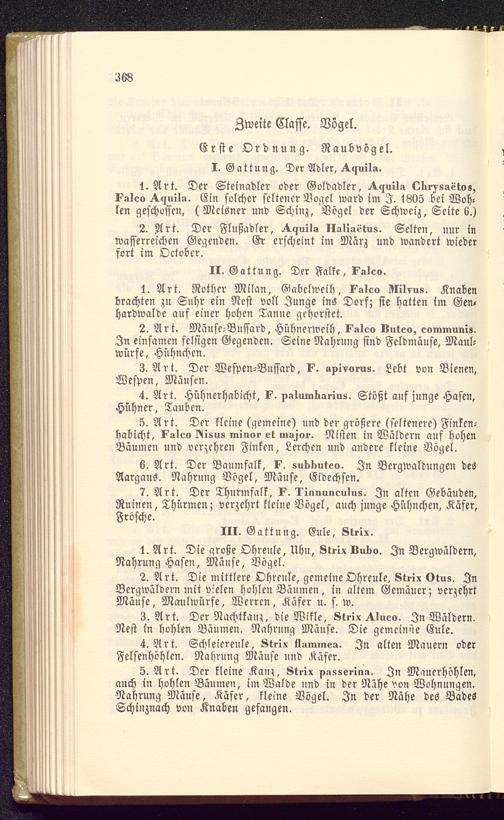 368
Zweite Classe. Vögel.
Erste Ordnung. Raubvögel.
I. Gattung. Der Adler, Aquila.
1. Art. Der Steinadler oder Goldadler, Aquila Chrysaëtos,
Falco Aquila. Ein solcher seltener Vogel ward im J. 1805 bei Woh-
len geschossen, (Meisner und Schinz, Vögel der Schweiz, Seite 6.)
2. Art. Der Flußadler, Aquila Haliaëtus. Selten, nur in
wasserreichen Gegenden. Er erscheint im März und wandert wieder
fort im October.
II. Gattung. Der Falke, Falco.
1. Art. Rother Milan, Gabelweih, Falco Milvus. Knaben
brachten zu Suhr ein Nest voll Junge ins Dorf; sie hatten im Gen-
hardwalde auf einer hohen Tanne gehorstet.
2. Art. Mäuse-Bussard, Hühnerweih, Falco Buteo, communis.
In einsamen felsigen Gegenden. Seine Nahrung sind Feldmäuse, Maul-
würfe, Hühnchen.
3. Art. Der Wespen-Bussard, F. apivorus. Lebt von Bienen,
Wespen, Mäusen.
4. Art. Hühnerhabicht, F. palumbarius. Stößt auf junge Hasen,
Hühner, Tauben.
5. Art. Der kleine (gemeine) und der größere (seltenere) Finken-
habicht, Falco Nisus minor et major. Nisten in Wäldern auf hohen
Bäumen und verzehren Finken, Lerchen und andere kleine Vögel.
6. Art. Der Baumfalk, F. subbuteo. In Bergwaldungen des
Aargaus. Nahrung Vögel, Mäuse, Eidechsen.
7. Art. Der Thurmfalk, F. Tinnunculus. In alten Gebäuden,
Ruinen, Thürmen; verzehrt kleine Vögel, auch junge Hühnchen, Käfer,
Frösche.
III. Gattung. Eule, Strix.
1. Art. Die große Ohreule, Uhu, Strix Bubo. In Bergwäldern,
Nahrung Hasen, Mäuse, Vögel.
2. Art. Die mittlere Ohreule, gemeine Ohreule, Strix Otus. In
Bergwäldern mit vielen hohlen Bäumen, in altem Gemäuer; verzehrt
Mäuse, Maulwürfe, Werren, Käfer u. s. w.
3. Art. Der Nachtkauz, die Wikle, Strix Aluco. In Wäldern.
Nest in hohlen Bäumen. Nahrung Mäuse. Die gemeinste Eule.
4. Art. Schleiereule, Strix flammea. In alten Mauern oder
Felsenhöhlen. Nahrung Mäuse und Käfer.
5. Art. Der kleine Kauz, Strix passerina. In Mauerhöhlen,
auch in hohlen Bäumen, im Walde und in der Nähe von Wohnungen.
Nahrung Mäuse, Käfer, kleine Vögel. In der Nähe des Bades
Schinznach von Knaben gefangen.